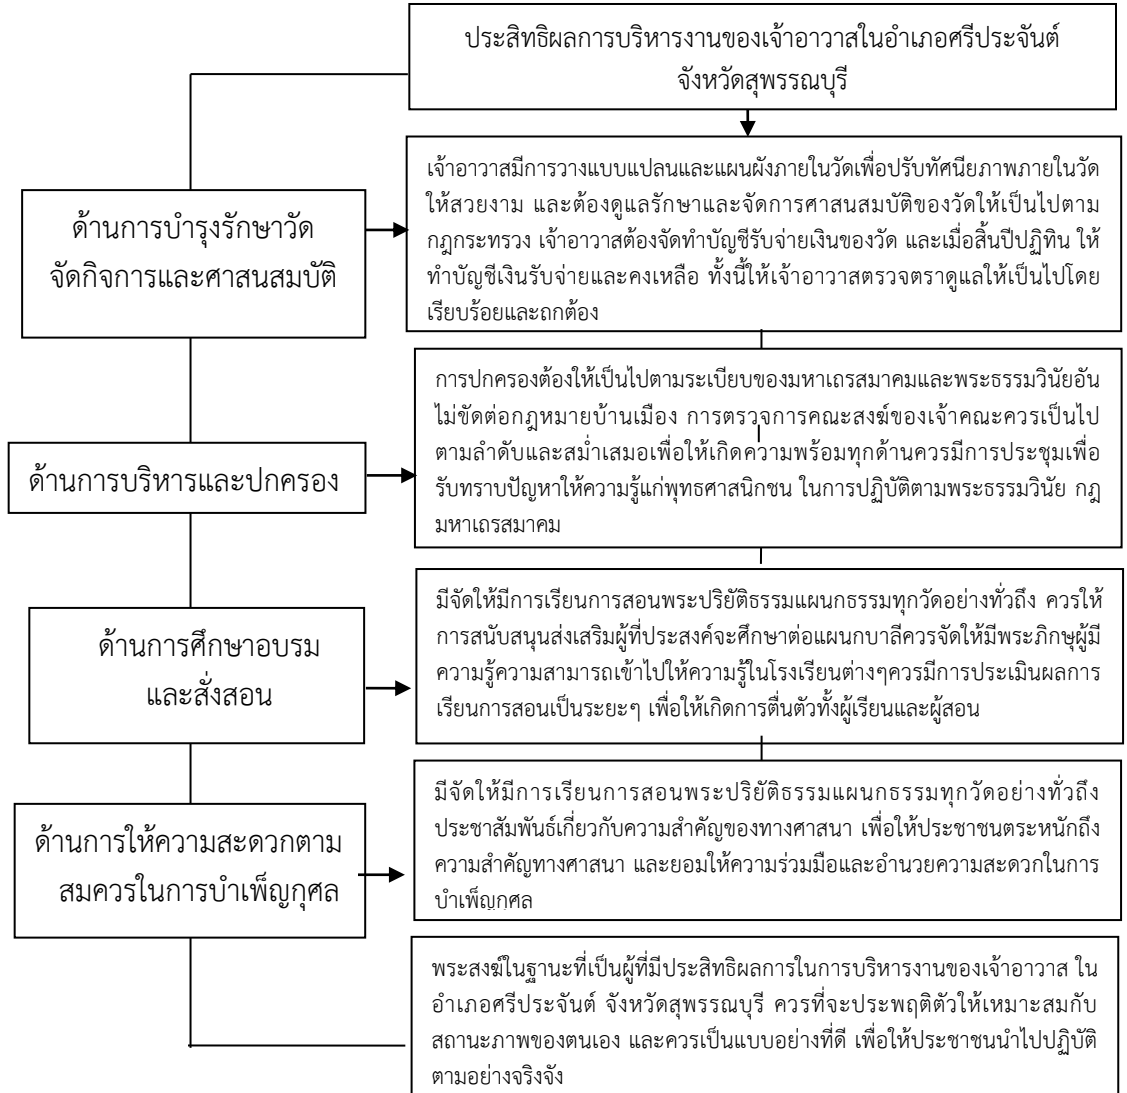 ประสิทธิผลการบริหารงานของเจ้าอาวาสในอำเภอศรีประจันต์
จังหวัดสุพรรณบุรี
ด้านการบำรุงรักษาวัด
จัดกิจการและศาสนสมบัติ
เจ้าอาวาสมีการวางแบบแปลนและแผนผังภายในวัดเพื่อปรับทัศนียภาพภายในวัด
ให้สวยงาม และต้องดูแลรักษาและจัดการศาสนสมบัติของวัดให้เป็นไปตาม
กฎกระทรวง เจ้าอาวาสต้องจัดทำบัญชีรับจ่ายเงินของวัด และเมื่อสิ้นปีปฏิทิน ให้
ทำบัญชีเงินรับจ่ายและคงเหลือ ทั้งนี้ให้เจ้าอาวาสตรวจตราดูแลให้เป็นไปโดย
เรียบร้อยและถูกต้อง
ด้านการบริหารและปกครอง
การปกครองต้องให้เป็นไปตามระเบียบของมหาเถรสมาคมและพระธรรมวินัยอัน
ไม่ขัดต่อกฎหมายบ้านเมือง การตรวจการคณะสงฆ์ของเจ้าคณะควรเป็นไป
ตามลำดับและสม่ำเสมอเพื่อให้เกิดความพร้อมทุกด้านควรมีการประชุมเพื่อ
รับทราบปัญหาให้ความรู้แก่พุทธศาสนิกชน ในการปฏิบัติตามพระธรรมวินัย กฎ
มหาเถรสมาคม
ด้านการศึกษาอบรม
และสั่งสอน
มีจัดให้มีการเรียนการสอนพระปริยัติธรรมแผนกธรรมทุกวัดอย่างทั่วถึง ควรให้
การสนับสนุนส่งเสริมผู้ที่ประสงค์จะศึกษาต่อแผนกบาลีควรจัดให้มีพระภิกษุผู้มี
ความรู้ความสามารถเข้าไปให้ความรู้ในโรงเรียนต่างๆควรมีการประเมินผลการ
เรียนการสอนเป็นระยะๆ เพื่อให้เกิดการตื่นตัวทั้งผู้เรียนและผู้สอน
ด้านการให้ความสะดวกตาม
สมควรในการบำเพ็ญกุศล
มีจัดให้มีการเรียนการสอนพระปริยัติธรรมแผนกธรรมทุกวัดอย่างทั่วถึง
ประชาสัมพันธ์เกี่ยวกับความสำคัญของทางศาสนา เพื่อให้ประชาชนตระหนักถึง
ความสำคัญทางศาสนา และยอมให้ความร่วมมือและอำนวยความสะดวกในการ
บำเพ็ญกุศล
พระสงฆ์ในฐานะที่เป็นผู้ที่มีประสิทธิผลการในการบริหารงานของเจ้าอาวาส ใน
อำเภอศรีประจันต์ จังหวัดสุพรรณบุรี ควรที่จะประพฤติตัวให้เหมาะสมกับ
สถานะภาพของตนเอง และควรเป็นแบบอย่างที่ดี เพื่อให้ประชาชนนำไปปฏิบัติ
ตามอย่างจริงจัง